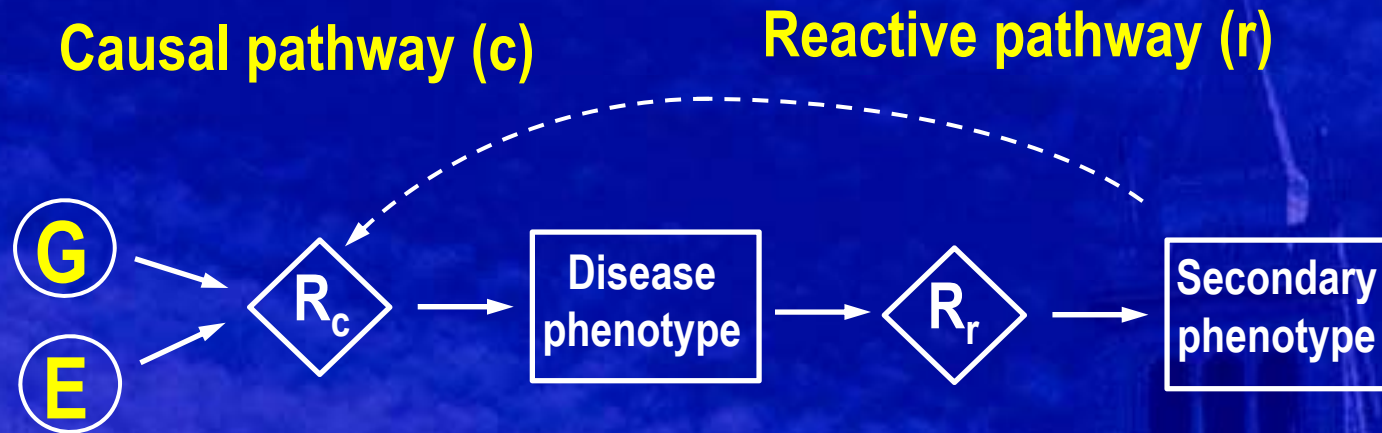 Causal pathway (c)
Reactive pathway (r)
G
E
Rc
Disease
phenotype
Rr
Secondary
phenotype